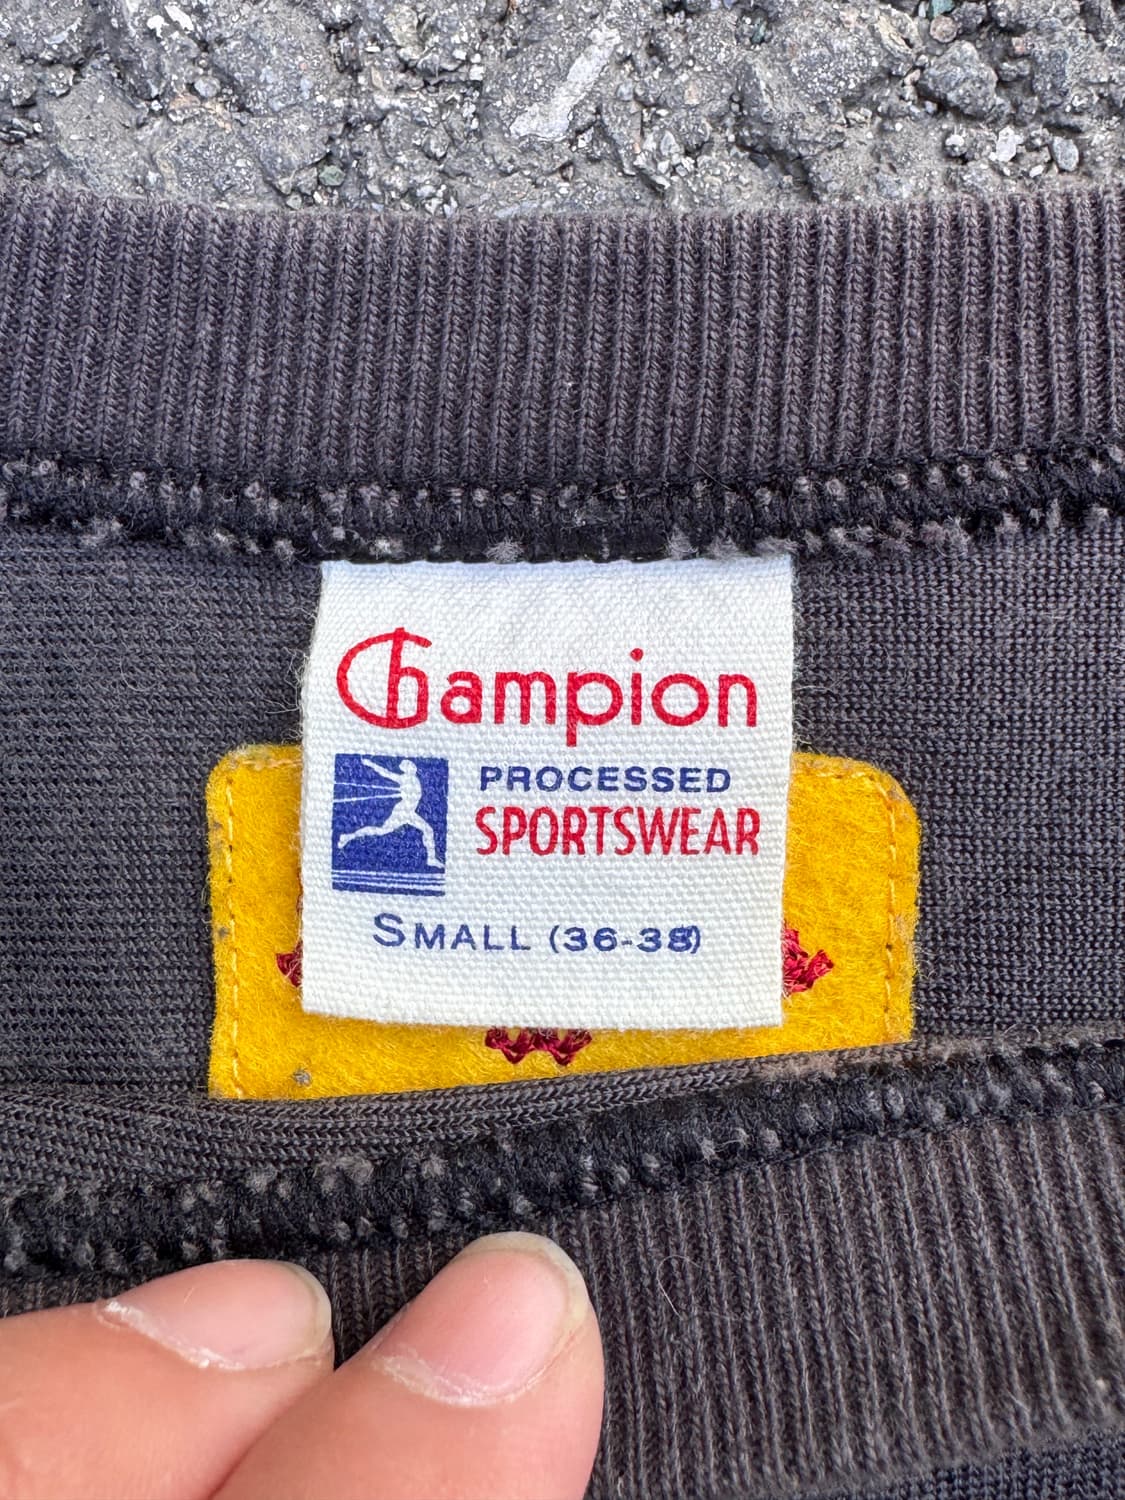 Champion
PROCESSED
SPORTSWEAR
SMALL (36-38)